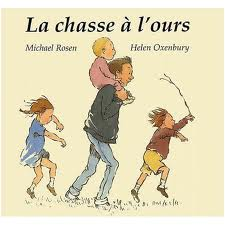 La chasse à l'ours
Michael Rosen Helen Oxenbury